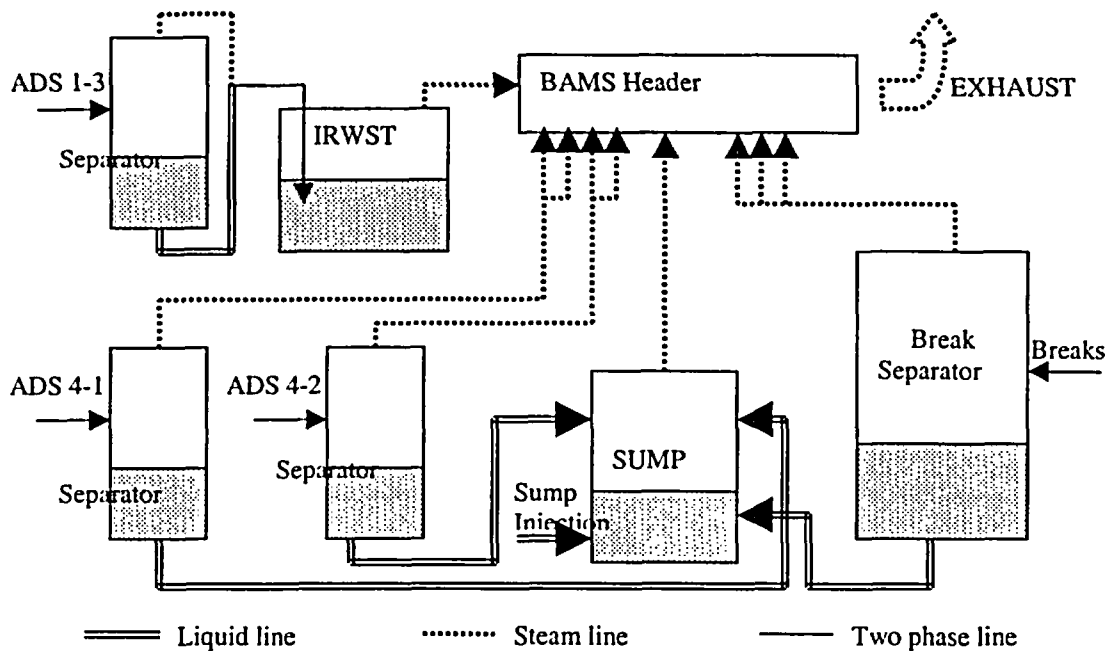 ADS 1-3
Separator
IRWST
BAMS Header
EXHAUST
ADS 4-1
Separator
ADS 4-2
Separator
SUMP
Sump
Injection
Break
Separator
Breaks
Liquid line
Steam line
Two phase line